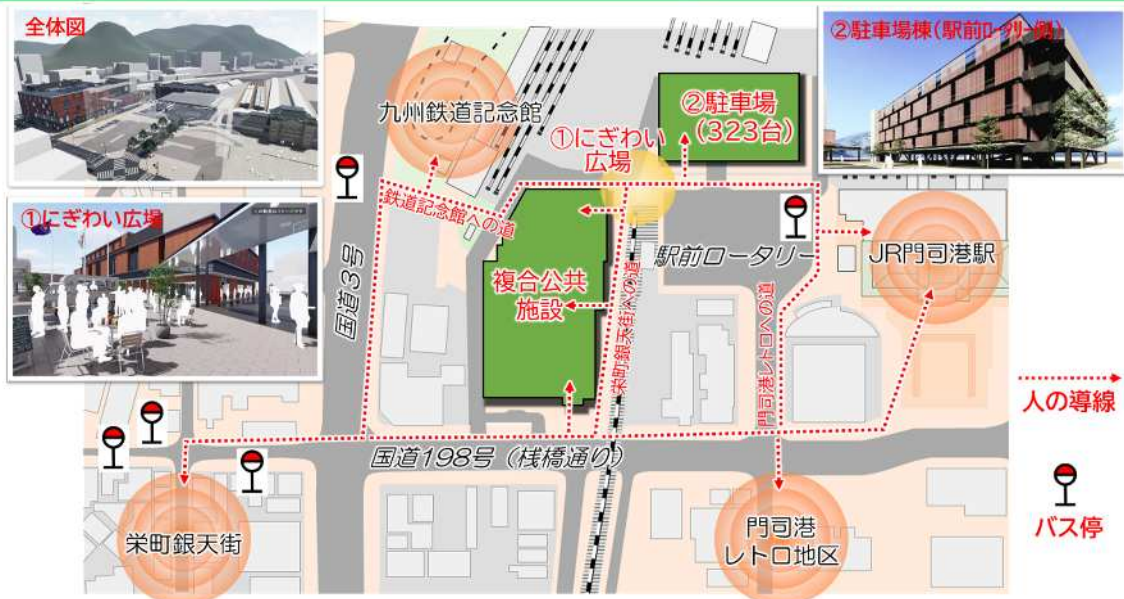 全体図
①にぎわい広場
②駐車場棟(駅前ﾛｰﾀﾘｰ側)
九州鉄道記念館
①にぎわい
広場
②駐車場
(323台)
鉄道記念館への道
国道3号
複合公共
施設
栄町銀天街への道
駅前ロータリー
JR門司港駅
門司港レトロへの道
国道198号 (桟橋通り)
栄町銀天街
門司港
レトロ地区
人の導線
バス停